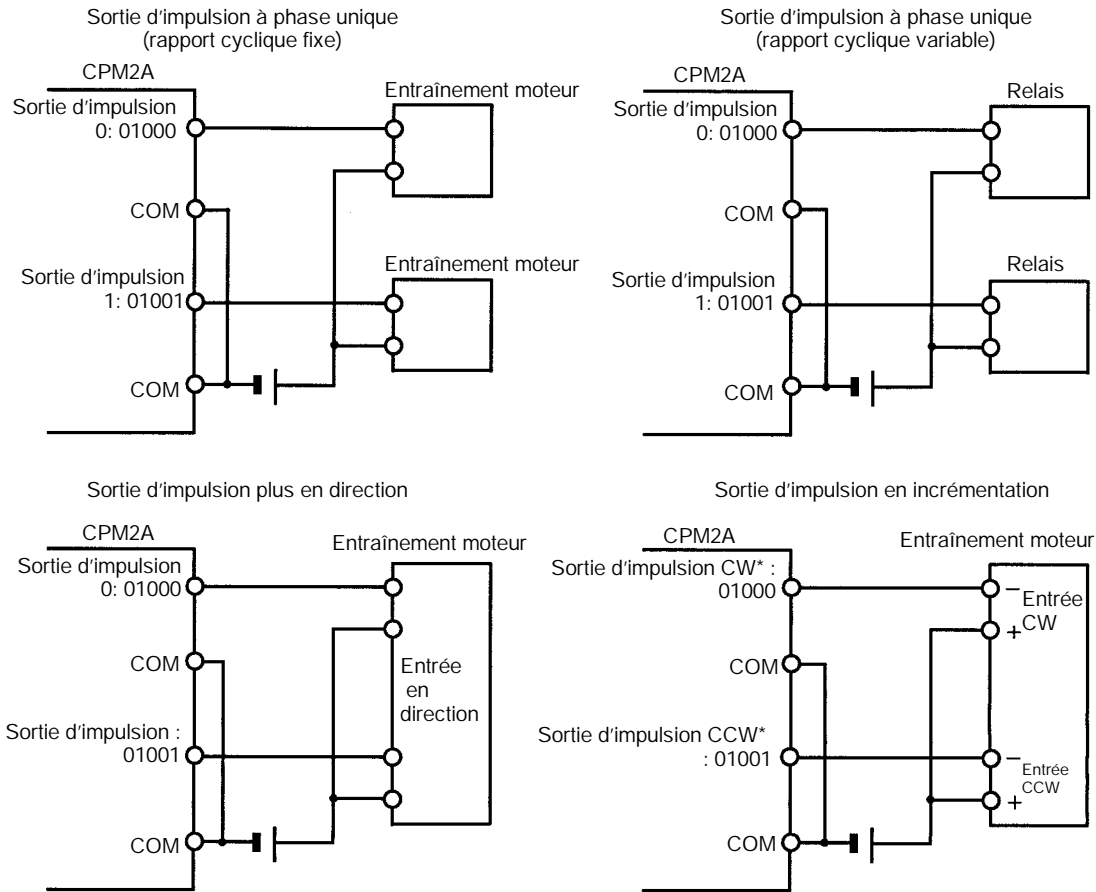 Sortie d'impulsion à phase unique
(rapport cyclique fixe)
CPM2A
Sortie d'impulsion
0: 01000
Entraînement moteur
COM
Sortie d'impulsion
1: 01001
Entraînement moteur
COM
Sortie d'impulsion à phase unique
(rapport cyclique variable)
CPM2A
Sortie d'impulsion
0: 01000
Relais
COM
Sortie d'impulsion
1: 01001
Relais
COM
Sortie d'impulsion plus en direction
CPM2A
Sortie d'impulsion
0: 01000
Entraînement moteur
COM
Entrée
en
direction
Sortie d'impulsion :
01001
COM
Sortie d'impulsion en incrémentation
CPM2A
Sortie d'impulsion CW* :
01000
Entraînement moteur
−
Entrée
+ CW
COM
Sortie d'impulsion CCW*
: 01001
−
Entrée
CCW
+
COM